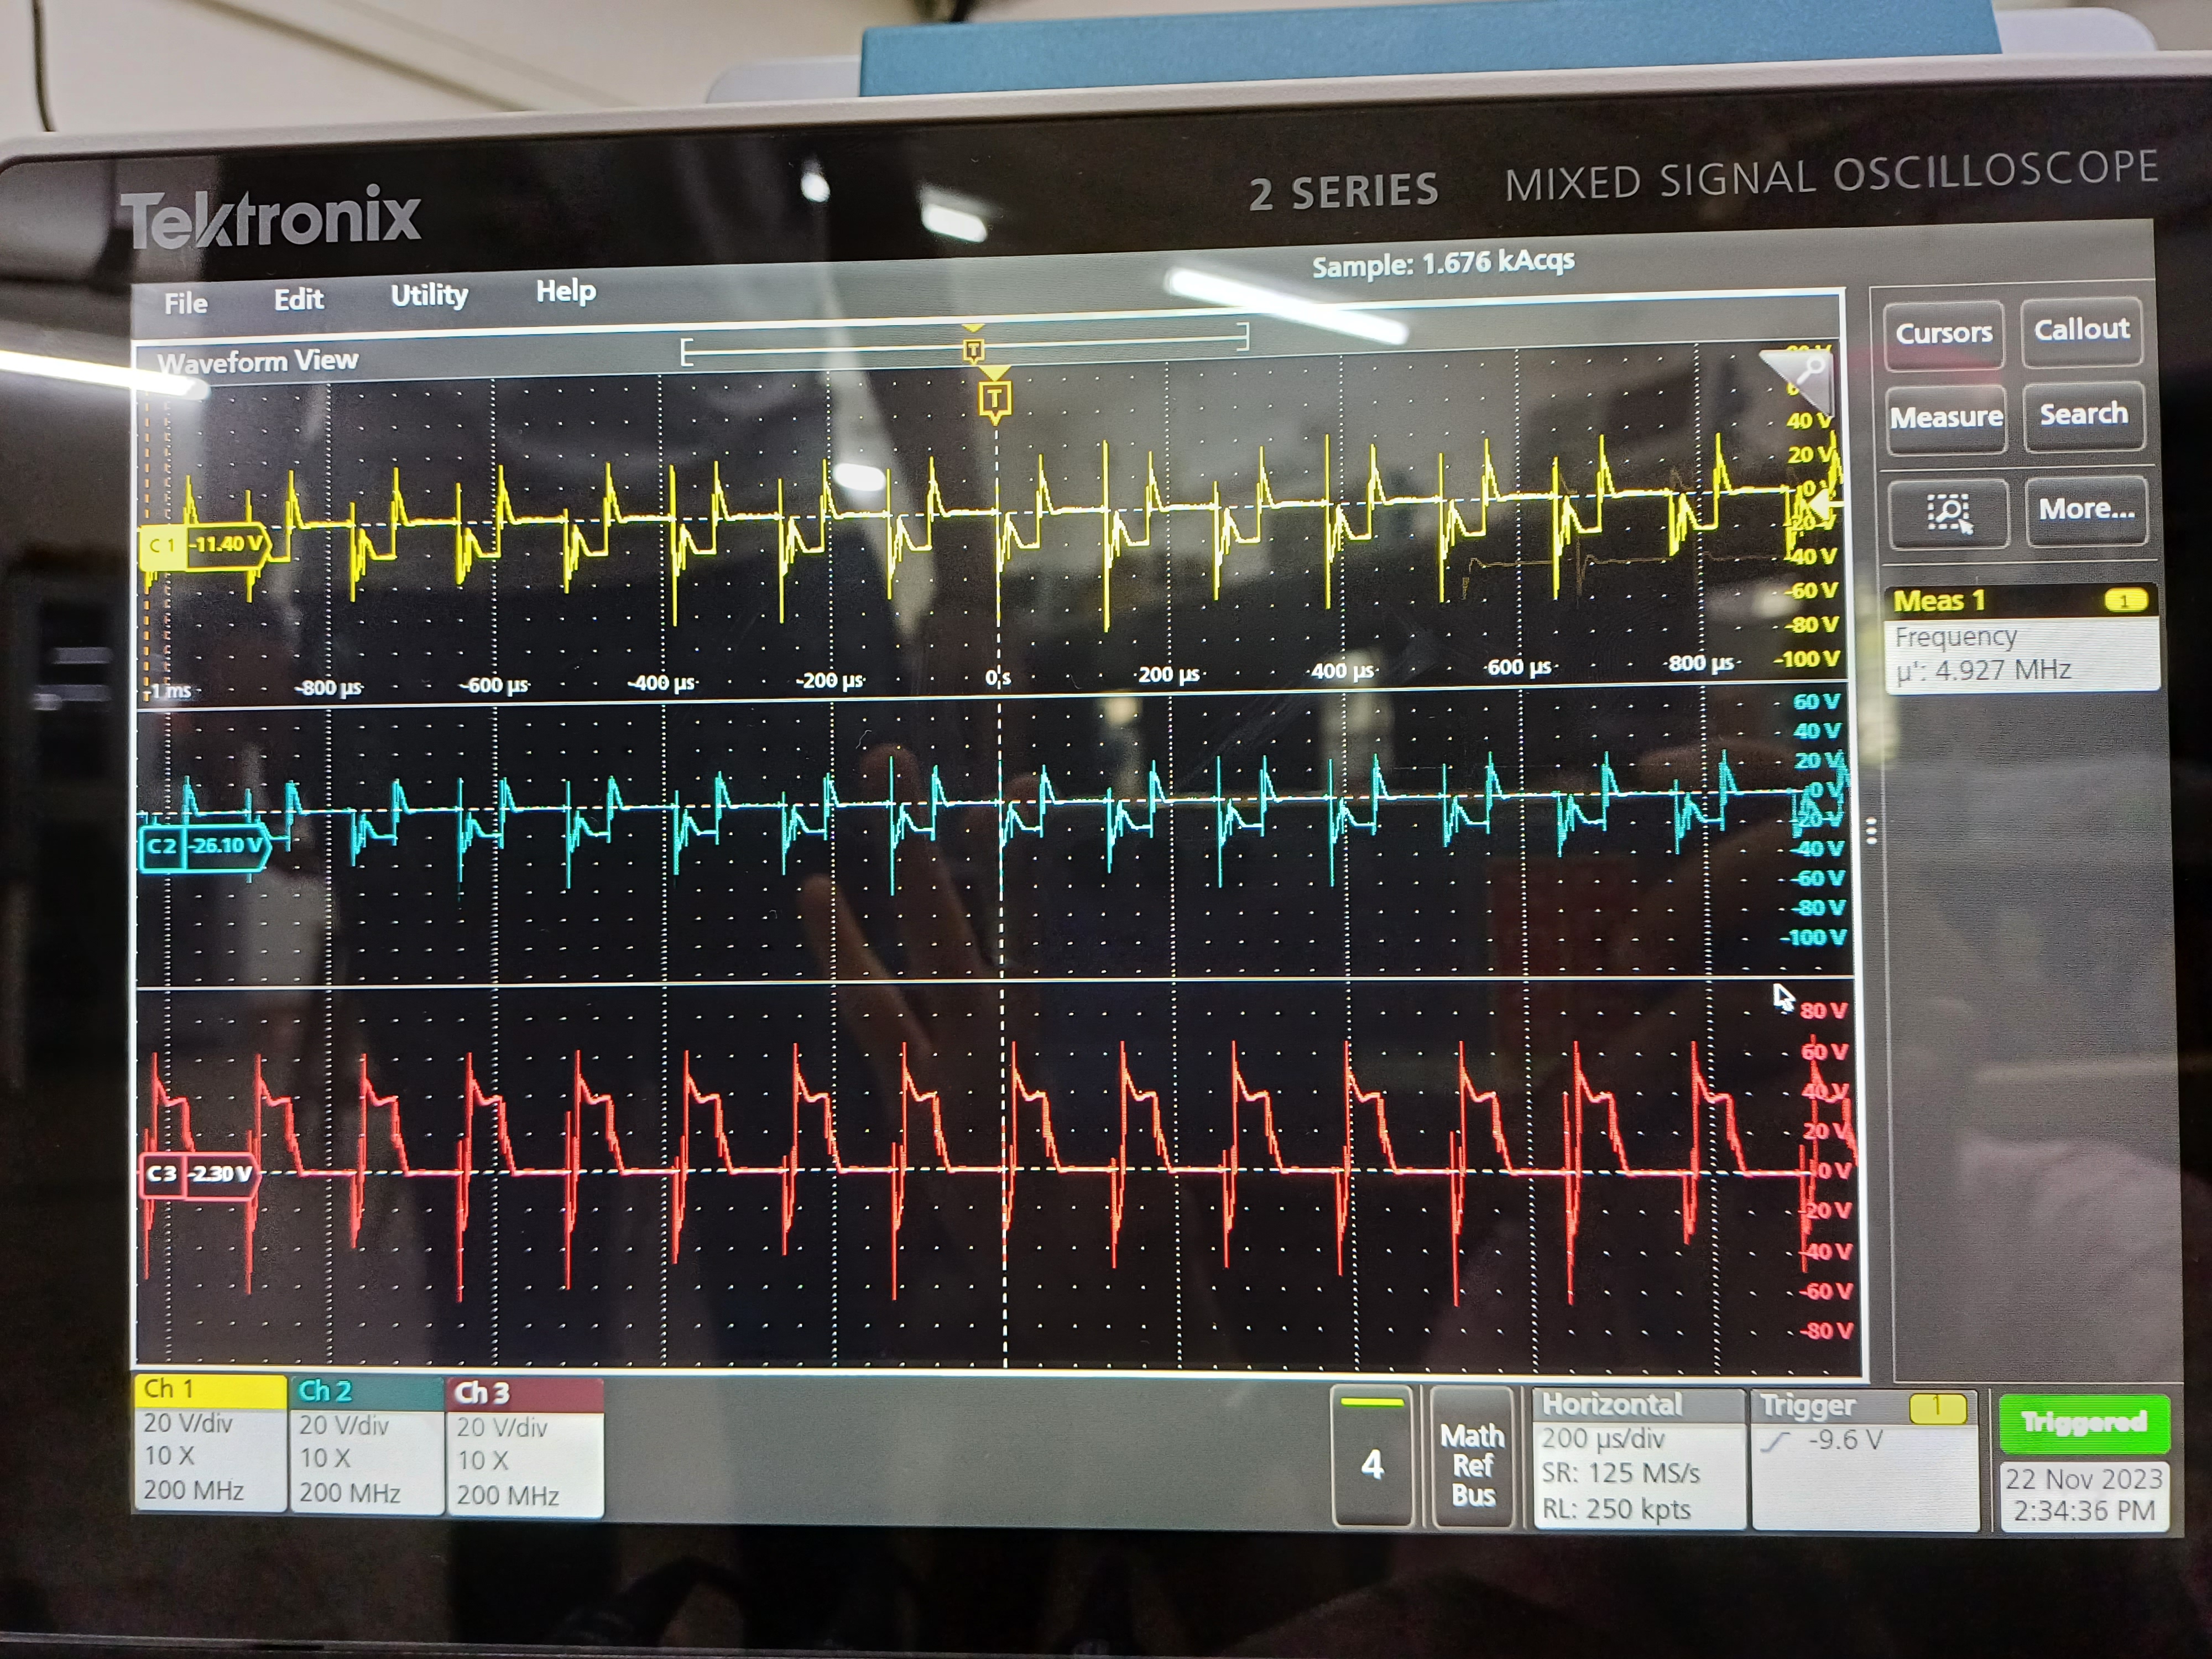 Tektronix
2 SERIES MIXED SIGNAL OSCILLOSCOPE
File Edit Utility Help
Sample: 1.676 kAcqs
Waveform View
T
T
Cursors
Callout
Measure
Search
More...
40 V
20 V
0 V
-20 V
-40 V
-60 V
-80 V
-100 V
C 1 -11.40 V
-1 ms -800 µs -600 µs -400 µs -200 µs 0 s 200 µs 400 µs 600 µs 800 µs
Meas 1 1
Frequency
µ': 4.927 MHz
60 V
40 V
20 V
0 V
-20 V
-40 V
-60 V
-80 V
-100 V
C 2 -26.10 V
80 V
60 V
40 V
20 V
0 V
-20 V
-40 V
-60 V
-80 V
C 3 -2.30 V
Ch 1
20 V/div
10 X
200 MHz
Ch 2
20 V/div
10 X
200 MHz
Ch 3
20 V/div
10 X
200 MHz
4
Math
Ref
Bus
Horizontal
200 µs/div
SR: 125 MS/s
RL: 250 kpts
Trigger 1
-9.6 V
Triggered
22 Nov 2023
2:34:36 PM